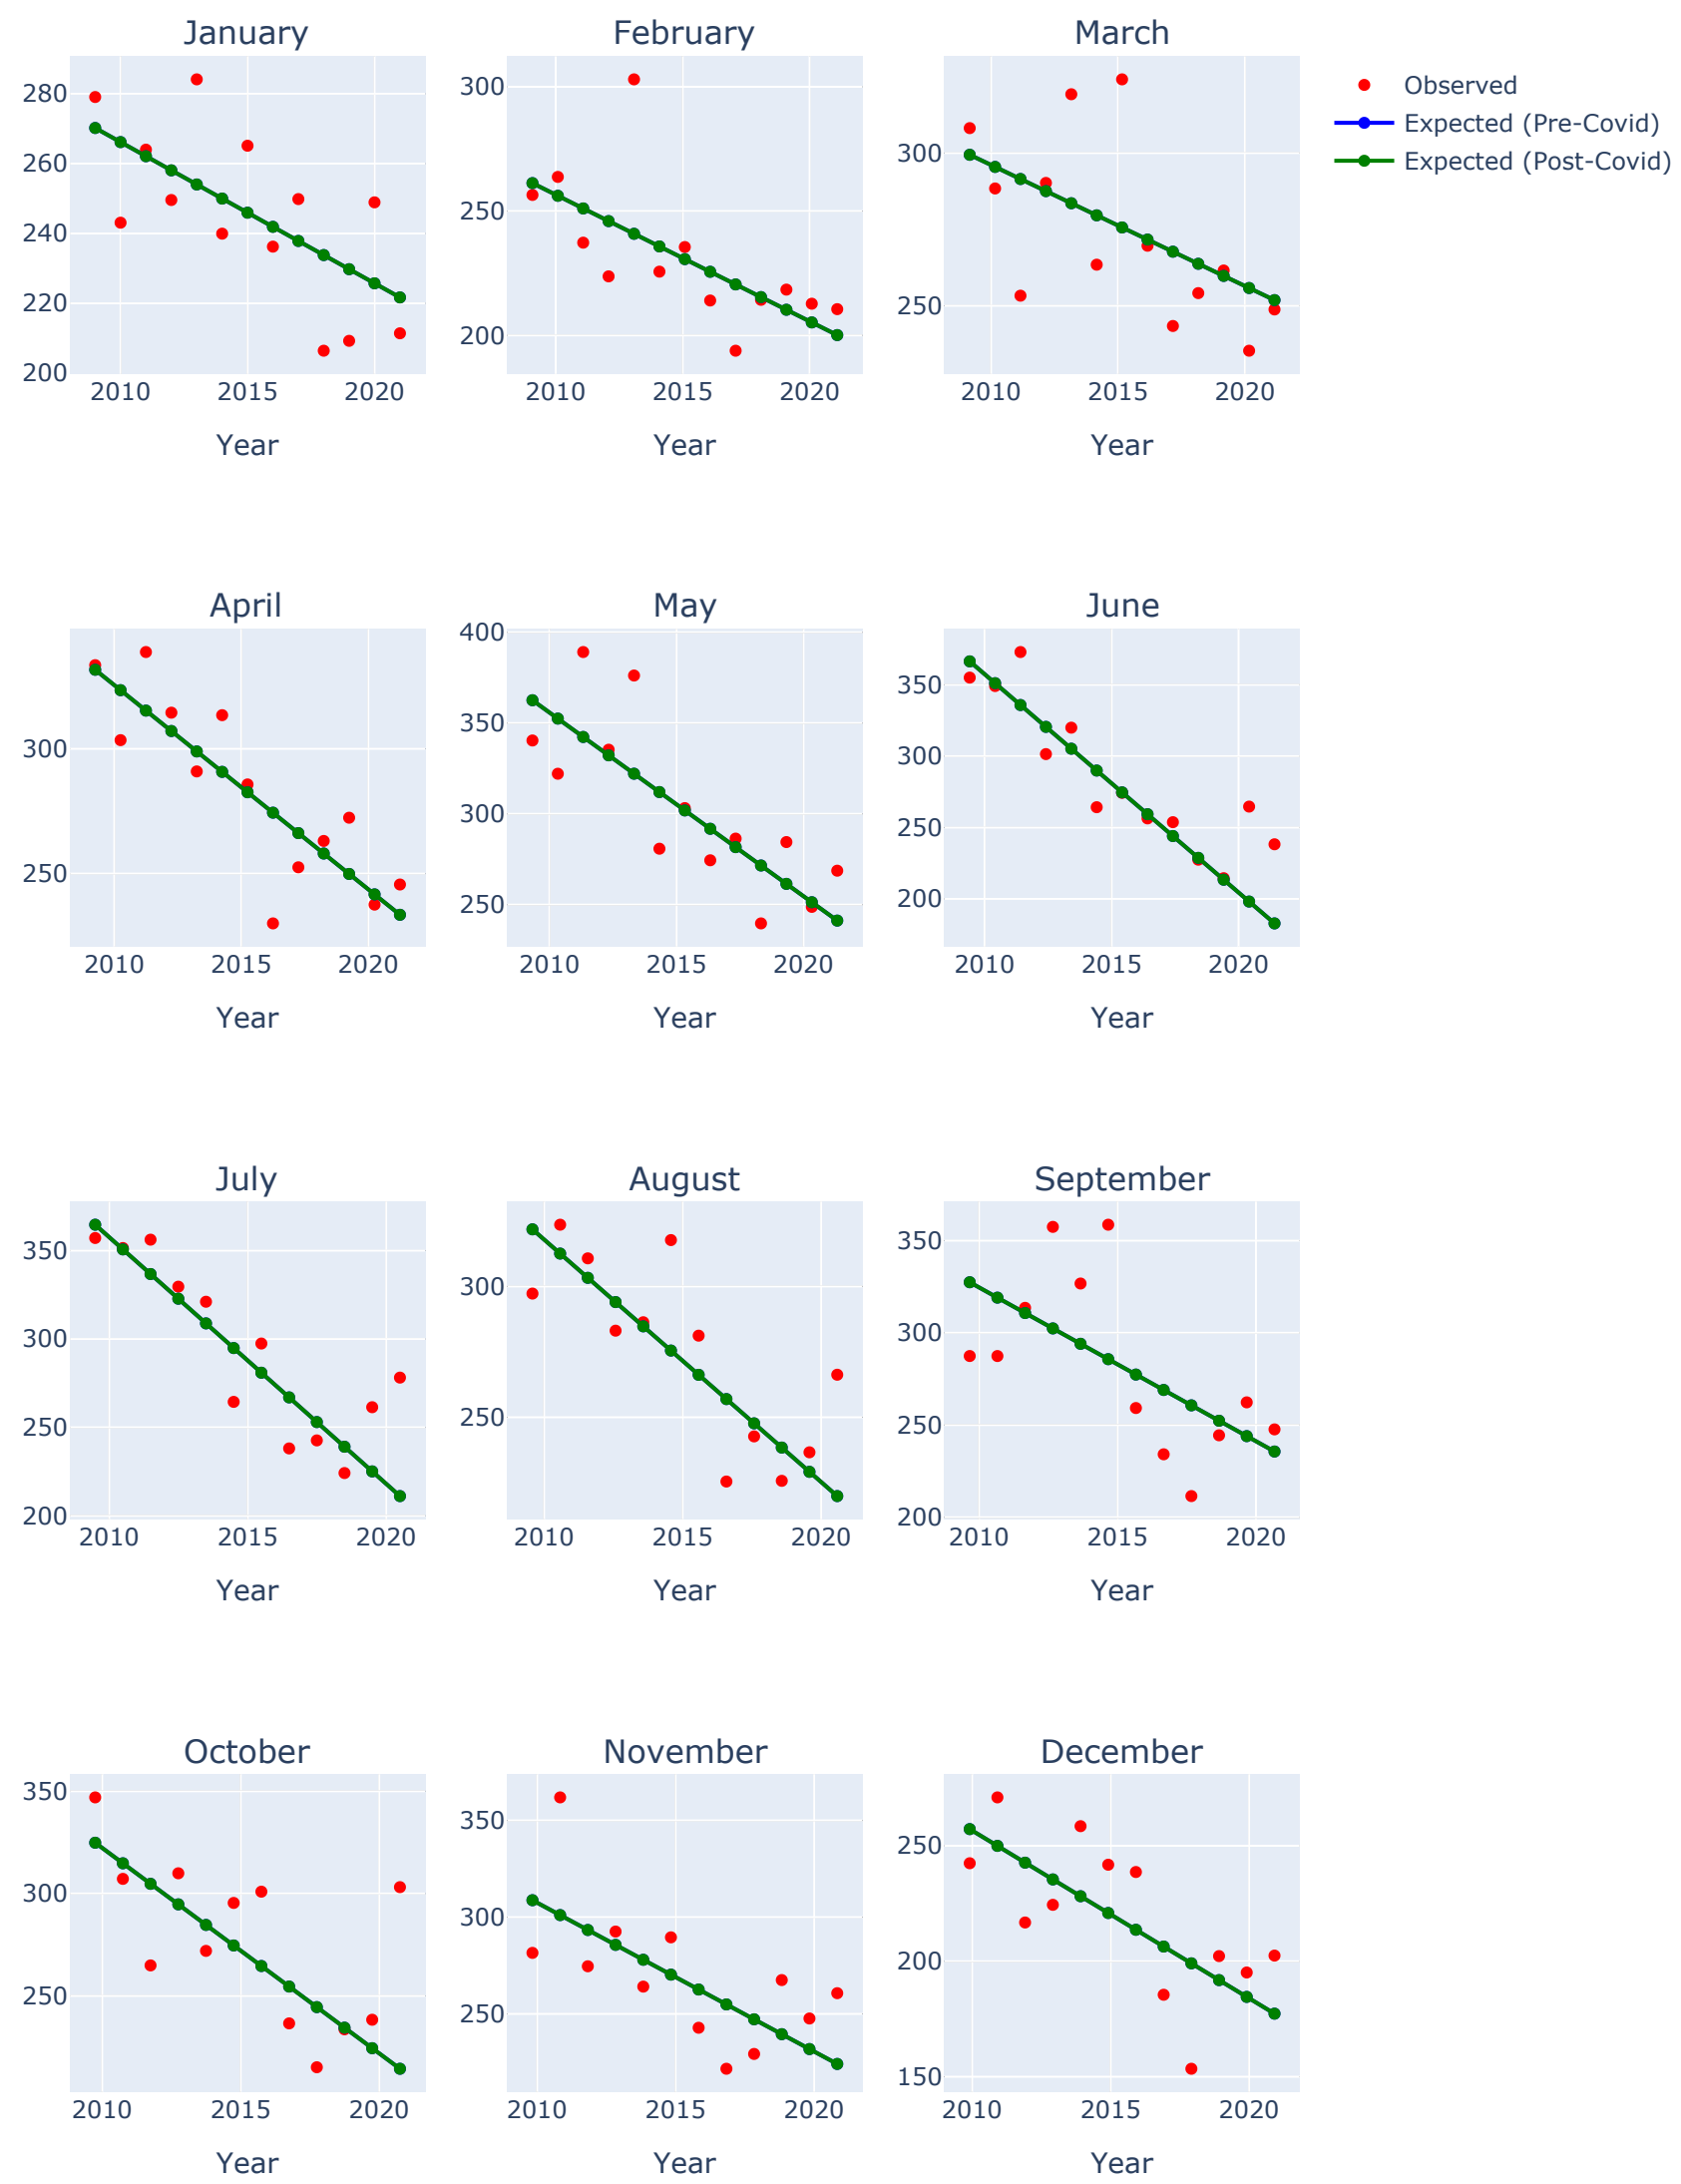 January February March
280
260
240
220
200
2010 2015 2020
Year
300
250
200
2010 2015 2020
Year
300
250
2010 2015 2020
Year
Observed
Expected (Pre-Covid)
Expected (Post-Covid)
April May June
300
250
2010 2015 2020
Year
400
350
300
250
2010 2015 2020
Year
350
300
250
200
2010 2015 2020
Year
July August September
350
300
250
200
2010 2015 2020
Year
300
250
2010 2015 2020
Year
350
300
250
200
2010 2015 2020
Year
October November December
350
300
250
2010 2015 2020
Year
350
300
250
2010 2015 2020
Year
250
200
150
2010 2015 2020
Year